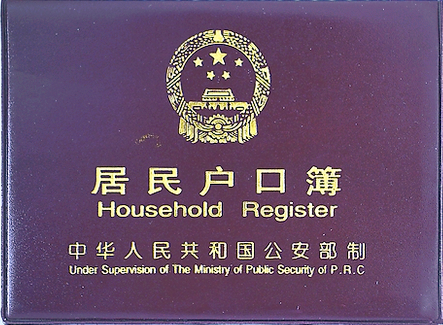 居民户口簿
Household Register
中华人民共和国公安部制
Under Supervision of The Ministry of Public Security of P.R.C